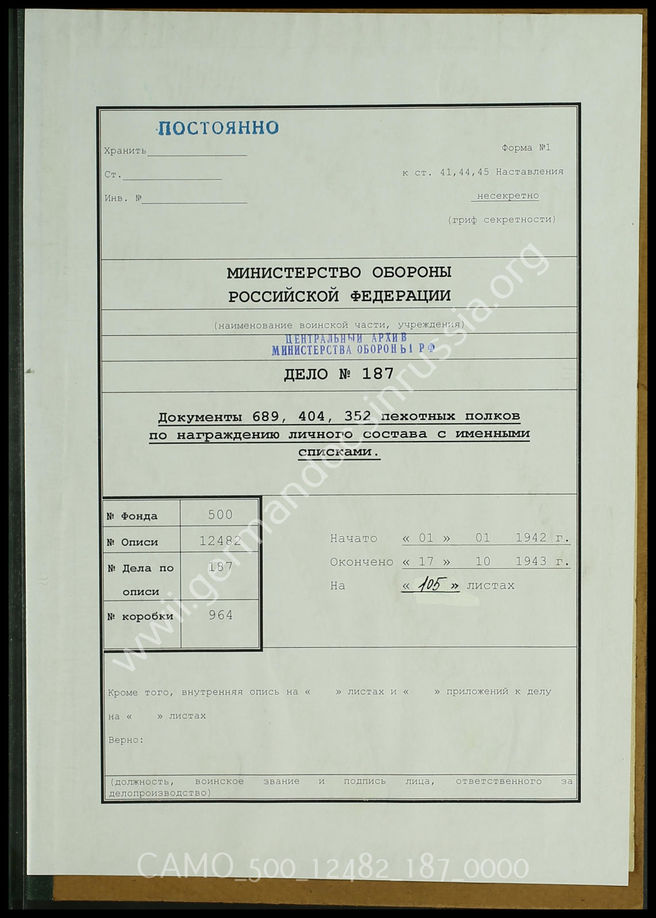 ПОСТОЯННО
Хранить
Форма №1
Ст.
к ст. 41,44,45 Наставления
Инв. №
несекретно
(гриф секретности)
МИНИСТЕРСТВО ОБОРОНЫ
РОССИЙСКОЙ ФЕДЕРАЦИИ
(наименование воинской части, учреждения)
ЦЕНТРАЛЬНЫЙ АРХИВ
МИНИСТЕРСТВА ОБОРОНЫ РФ
ДЕЛО № 187
Документы 689, 404, 352 пехотных полков
по награждению личного состава с именными
списками.
№ Фонда 500
№ Описи 12482
№ Дела по описи 187
№ коробки 964
Начато « 01 » 01 1942 г.
Окончено « 17 » 10 1943 г.
На « 105 » листах
Кроме того, внутренняя опись на « » листах и « » приложений к делу
на « » листах
Верно:
(должность, воинское звание и подпись лица, ответственного за
делопроизводство)
www.germandocsinrussia.org
CAMO_500_12482_187_0000